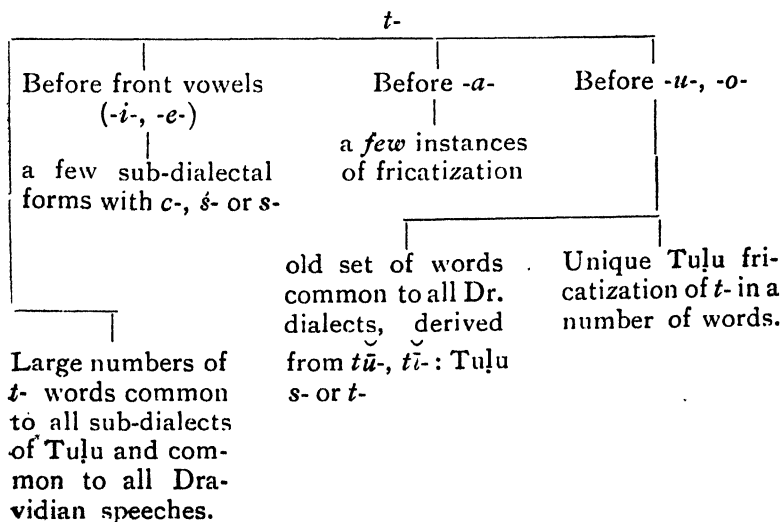 t-
Before front vowels
(-i-, -e-)
a few sub-dialectal
forms with c-, ś- or s-
Before -a-
a few instances
of fricatization
Before -u-, -o-
old set of words
common to all Dr.
dialects, derived
from tū̆-, tī̆- : Tuḷu
s- or t-
Unique Tuḷu fri-
catization of t- in a
number of words.
Large numbers of
t- words common
to all sub-dialects
of Tuḷu and com-
mon to all Dra-
vidian speeches.